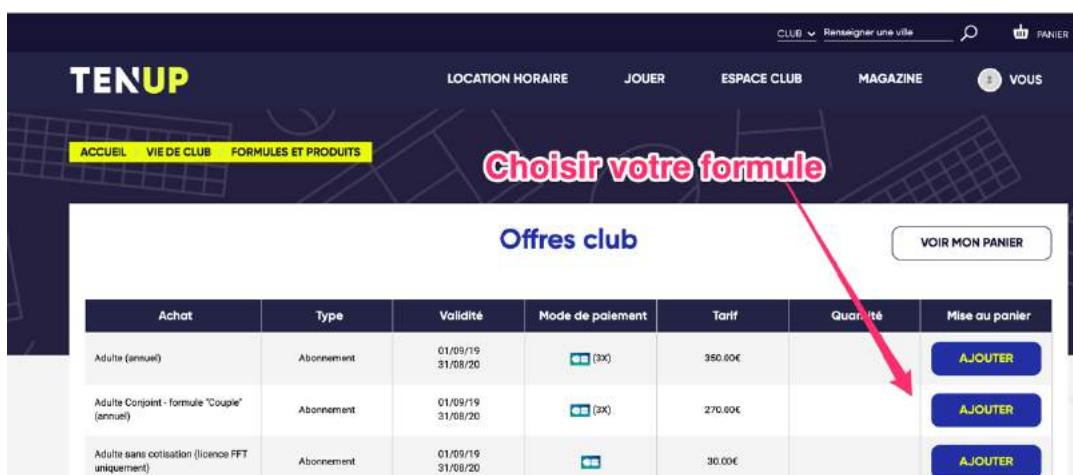 CLUB Renseigner une ville PANIER
TENUP LOCATION HORAIRE JOUER ESPACE CLUB MAGAZINE VOUS
ACCUEIL VIE DE CLUB FORMULES ET PRODUITS
Choisir votre formule
Offres club
VOIR MON PANIER
Achat Type Validité Mode de paiement Tarif Quantité Mise au panier
Adulte (annuel) Abonnement 01/09/19 (3X) 350.00€ AJOUTER
31/08/20
Adulte Conjoint - formule "Couple" Abonnement 01/09/19 (3X) 270.00€ AJOUTER
(annuel) 31/08/20
Adulte sans cotisation (licence FFT Abonnement 01/09/19 30.00€ AJOUTER
uniquement) 31/08/20